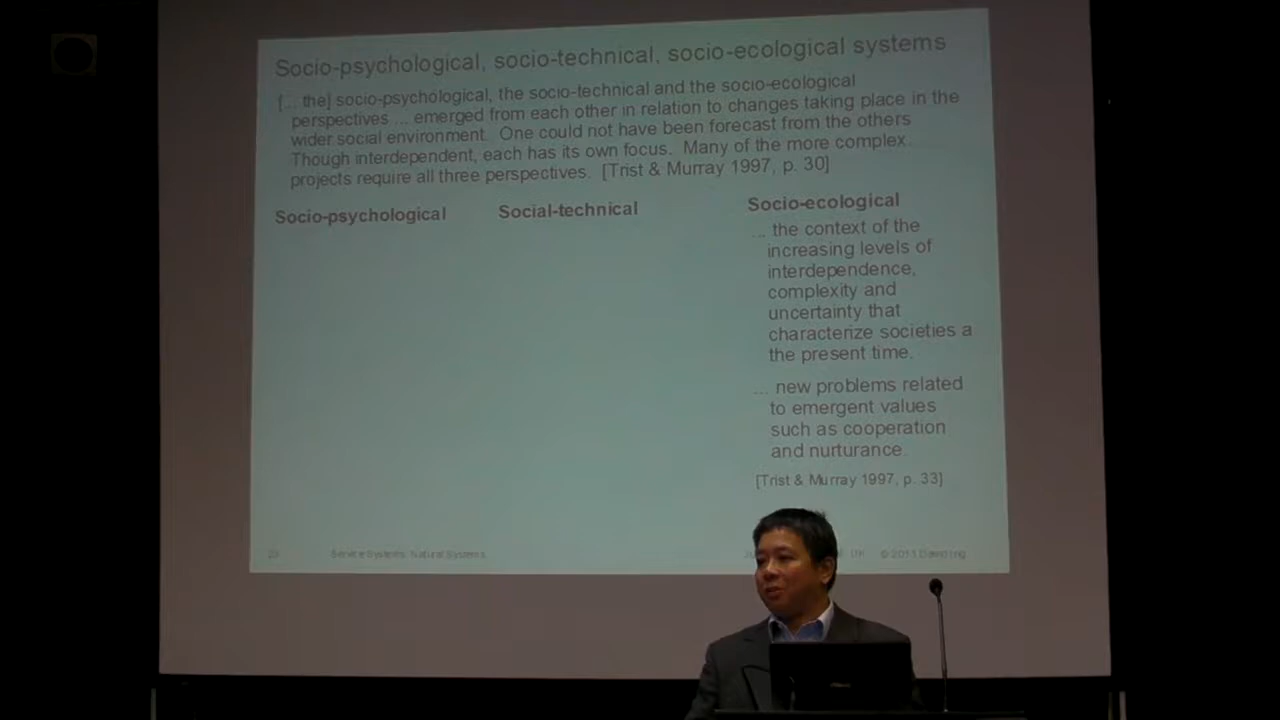 Socio-psychological, socio-technical, socio-ecological systems
[... the] socio-psychological, the socio-technical and the socio-ecological
perspectives ... emerged from each other in relation to changes taking place in the
wider social environment. One could not have been forecast from the others
Though interdependent, each has its own focus. Many of the more complex
projects require all three perspectives. [Trist & Murray 1997, p. 30]
Socio-psychological
Social-technical
Socio-ecological
... the context of the
increasing levels of
interdependence,
complexity and
uncertainty that
characterize societies a
the present time.
... new problems related
to emergent values
such as cooperation
and nurturance.
[Trist & Murray 1997, p. 33]
Service Systems, Natural Systems
© 2011 David Ing